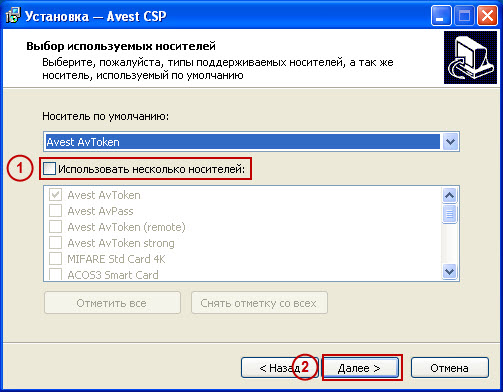 Установка — Avest CSP
Выбор используемых носителей
Выберите, пожалуйста, типы поддерживаемых носителей, а так же
носитель, используемый по умолчанию
Носитель по умолчанию:
Avest AvToken
1
Использовать несколько носителей:
Avest AvToken
Avest AvPass
Avest AvToken (remote)
Avest AvToken strong
MIFARE Std Card 4K
ACOS3 Smart Card
Отметить все
Снять отметку со всех
< Назад
2
Далее >
Отмена